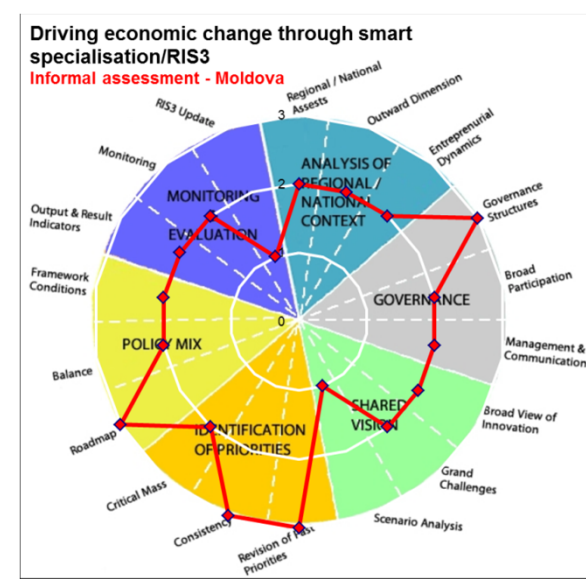 Driving economic change through smart
specialisation/RIS3
Informal assessment - Moldova
Regional / National
Assests
Outward Dimension
Entreprenurial
Dynamics
Governance
Structures
Broad
Participation
Management &
Communication
Broad View of
Innovation
Grand
Challenges
Scenario Analysis
Revision of Past
Priorities
Consistency
Critical Mass
Roadmap
Balance
Framework
Conditions
Output & Result
Indicators
Monitoring
RIS3 Update
3
2
1
0
ANALYSIS OF
REGIONAL /
NATIONAL
CONTEXT
GOVERNANCE
SHARED
VISION
IDENTIFICATION
OF PRIORITIES
POLICY MIX
MONITORING
EVALUATION